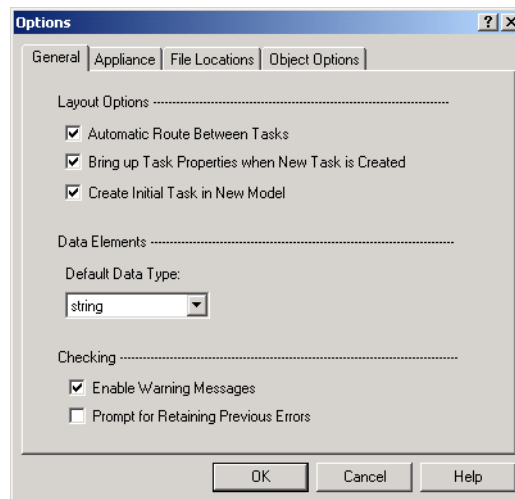 Options
General Appliance File Locations Object Options
Layout Options
Automatic Route Between Tasks
Bring up Task Properties when New Task is Created
Create Initial Task in New Model
Data Elements
Default Data Type:
string
Checking
Enable Warning Messages
Prompt for Retaining Previous Errors
OK Cancel Help